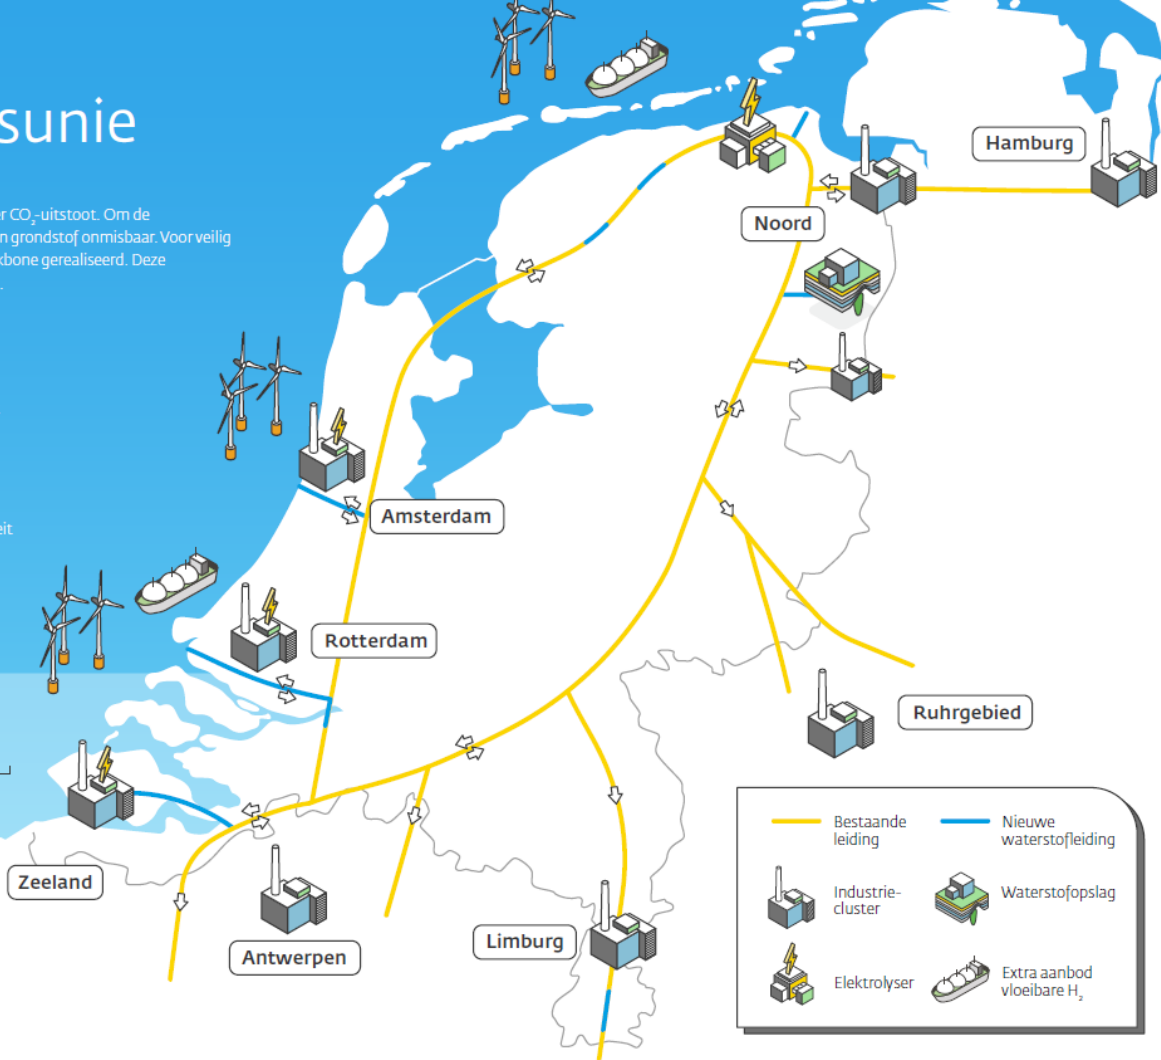 sunie
er CO₂-uitstoot. Om de
n grondstof onmisbaar. Voor veilig
kbone gerealiseerd. Deze
eit
Hamburg
Noord
Amsterdam
Rotterdam
Ruhrgebied
Zeeland
Antwerpen
Limburg
Bestaande
leiding
Nieuwe
waterstofleiding
Industrie-
cluster
Waterstofopslag
Elektrolyser
Extra aanbod
vloeibare H₂